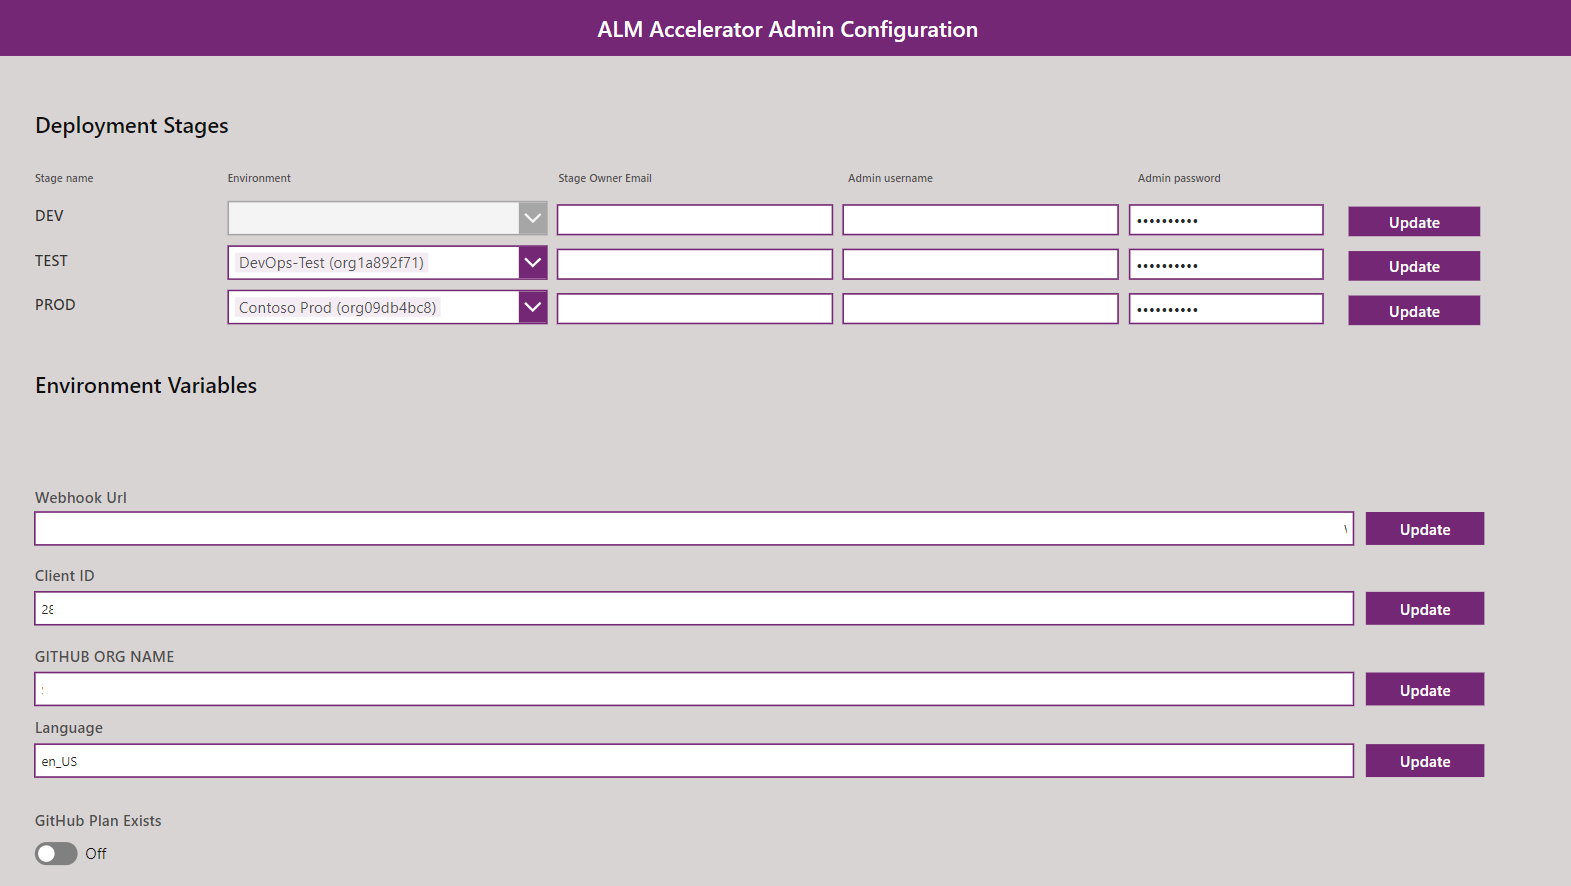 ALM Accelerator Admin Configuration
Deployment Stages
Stage name Environment Stage Owner Email Admin username Admin password
DEV •••••••••• Update
TEST DevOps-Test (org1a892f71) •••••••••• Update
PROD Contoso Prod (org09db4bc8) •••••••••• Update
Environment Variables
Webhook Url
Update
Client ID
28 Update
GITHUB ORG NAME
Update
Language
en_US Update
GitHub Plan Exists
Off